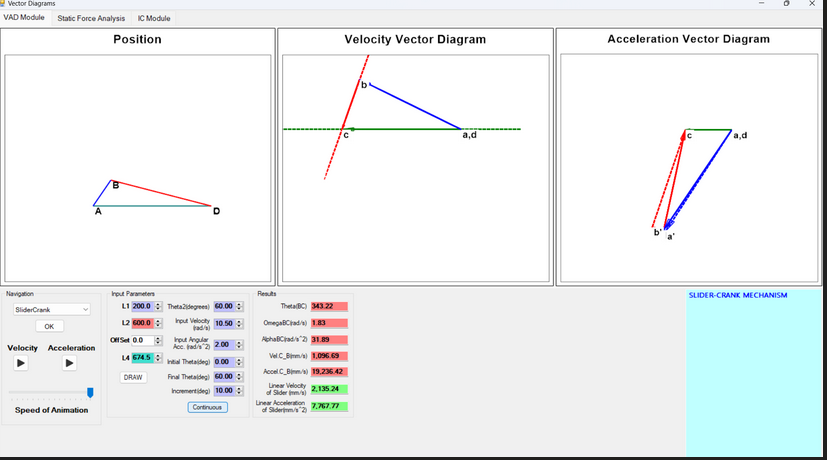 Vector Diagrams
VAD Module Static Force Analysis IC Module
Position
Velocity Vector Diagram
Acceleration Vector Diagram
B
A
D
b'
c
a,d
c
a,d
b'
a'
Navigation
SliderCrank
OK
Velocity Acceleration
Speed of Animation
Input Parameters
L1 200.0
L2 600.0
OffSet 0.0
L4 674.5
DRAW
Theta2(degrees) 60.00
Input Velocity
(rad/s) 10.50
Input Angular
Acc. (rad/s^2) 2.00
Initial Theta(deg) 0.00
Final Theta(deg) 60.00
Increment(deg) 10.00
Continuous
Results
Theta(BC) 343.22
OmegaBC(rad/s) 1.83
AlphaBC(rad/s^2) 31.89
Vel.C_B(mm/s) 1,096.69
Accel.C_B(mm/s) 19,236.42
Linear Velocity
of Slider (mm/s) 2,135.24
Linear Acceleration
of Slider(mm/s^2) 7,767.77
SLIDER-CRANK MECHANISM